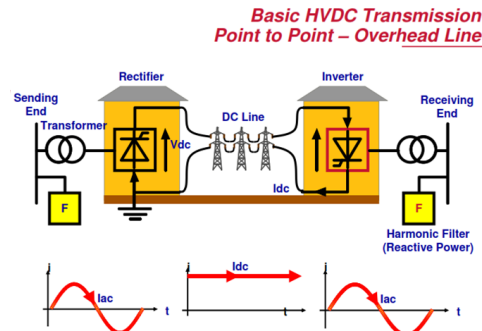 Basic HVDC Transmission
Point to Point – Overhead Line
Rectifier
Inverter
Sending
End
Receiving
End
Transformer
DC Line
Vdc
Idc
F
F
Harmonic Filter
(Reactive Power)
i
Iac
t
i
Idc
t
i
Iac
t